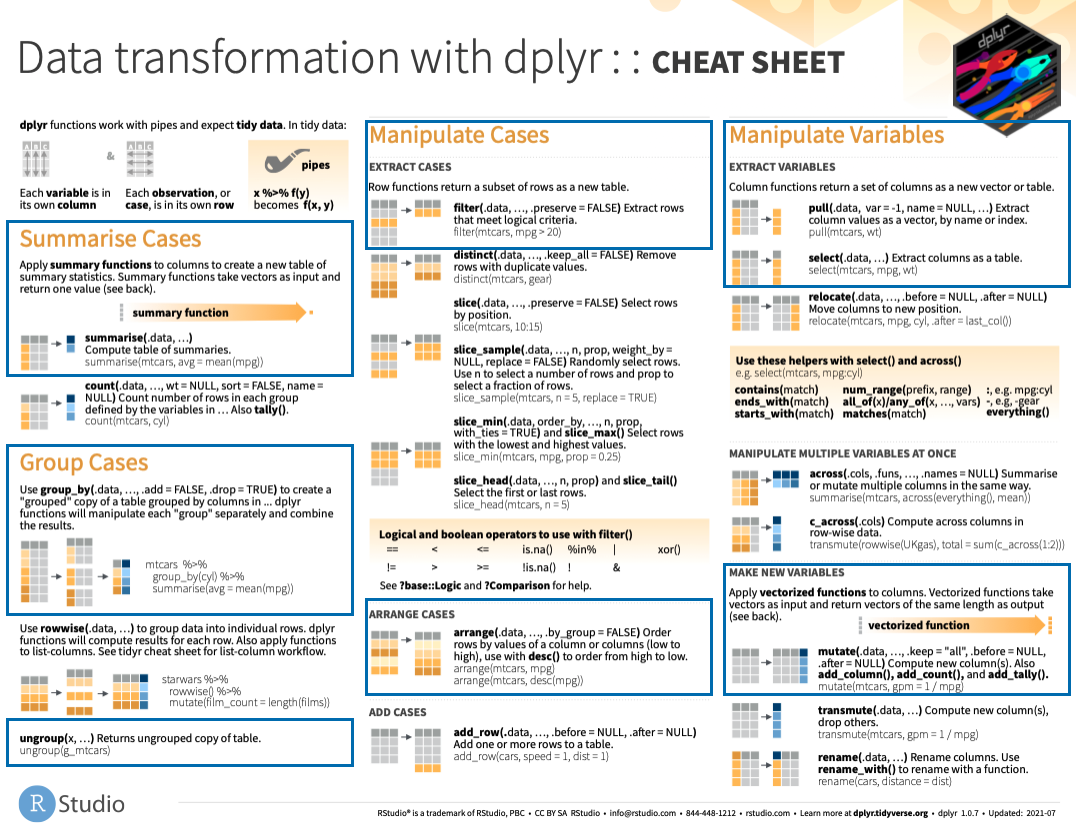 Data transformation with dplyr : : CHEAT SHEET
dplyr
dplyr functions work with pipes and expect tidy data. In tidy data:
A B C
&
A B C
pipes
Each variable is in
its own column
Each observation, or
case, is in its own row
x %>% f(y)
becomes f(x, y)
Summarise Cases
Apply summary functions to columns to create a new table of
summary statistics. Summary functions take vectors as input and
return one value (see back).
summary function
summarise(.data, …)
Compute table of summaries.
summarise(mtcars, avg = mean(mpg))
count(.data, …, wt = NULL, sort = FALSE, name =
NULL) Count number of rows in each group
defined by the variables in … Also tally().
count(mtcars, cyl)
Group Cases
Use group_by(.data, …, .add = FALSE, .drop = TRUE) to create a
"grouped" copy of a table grouped by columns in ... dplyr
functions will manipulate each "group" separately and combine
the results.
mtcars %>%
group_by(cyl) %>%
summarise(avg = mean(mpg))
Use rowwise(.data, …) to group data into individual rows. dplyr
functions will compute results for each row. Also apply functions
to list-columns. See tidyr cheat sheet for list-column workflow.
starwars %>%
rowwise() %>%
mutate(film_count = length(films))
ungroup(x, …) Returns ungrouped copy of table.
ungroup(g_mtcars)
Manipulate Cases
EXTRACT CASES
Row functions return a subset of rows as a new table.
filter(.data, …, .preserve = FALSE) Extract rows
that meet logical criteria.
filter(mtcars, mpg > 20)
distinct(.data, …, .keep_all = FALSE) Remove
rows with duplicate values.
distinct(mtcars, gear)
slice(.data, …, .preserve = FALSE) Select rows
by position.
slice(mtcars, 10:15)
slice_sample(.data, …, n, prop, weight_by =
NULL, replace = FALSE) Randomly select rows.
Use n to select a number of rows and prop to
select a fraction of rows.
slice_sample(mtcars, n = 5, replace = TRUE)
slice_min(.data, order_by, …, n, prop,
with_ties = TRUE) and slice_max() Select rows
with the lowest and highest values.
slice_min(mtcars, mpg, prop = 0.25)
slice_head(.data, …, n, prop) and slice_tail()
Select the first or last rows.
slice_head(mtcars, n = 5)
Logical and boolean operators to use with filter()
== < <= is.na() %in% | xor()
!= > >= !is.na() ! &
See ?base::Logic and ?Comparison for help.
ARRANGE CASES
arrange(.data, …, .by_group = FALSE) Order
rows by values of a column or columns (low to
high), use with desc() to order from high to low.
arrange(mtcars, mpg)
arrange(mtcars, desc(mpg))
ADD CASES
add_row(.data, …, .before = NULL, .after = NULL)
Add one or more rows to a table.
add_row(cars, speed = 1, dist = 1)
Manipulate Variables
EXTRACT VARIABLES
Column functions return a set of columns as a new vector or table.
pull(.data, var = -1, name = NULL, …) Extract
column values as a vector, by name or index.
pull(mtcars, wt)
select(.data, …) Extract columns as a table.
select(mtcars, mpg, wt)
relocate(.data, …, .before = NULL, .after = NULL)
Move columns to new position.
relocate(mtcars, mpg, cyl, .after = last_col())
Use these helpers with select() and across()
e.g. select(mtcars, mpg:cyl)
contains(match) num_range(prefix, range) :, e.g. mpg:cyl
ends_with(match) all_of(x)/any_of(x, …, vars) -, e.g, -gear
starts_with(match) matches(match) everything()
MANIPULATE MULTIPLE VARIABLES AT ONCE
across(.cols, .funs, …, .names = NULL) Summarise
or mutate multiple columns in the same way.
summarise(mtcars, across(everything(), mean))
c_across(.cols) Compute across columns in
row-wise data.
transmute(rowwise(UKgas), total = sum(c_across(1:2)))
MAKE NEW VARIABLES
Apply vectorized functions to columns. Vectorized functions take
vectors as input and return vectors of the same length as output
(see back).
vectorized function
mutate(.data, …, .keep = "all", .before = NULL,
.after = NULL) Compute new column(s). Also
add_column(), add_count(), and add_tally().
mutate(mtcars, gpm = 1 / mpg)
transmute(.data, …) Compute new column(s),
drop others.
transmute(mtcars, gpm = 1 / mpg)
rename(.data, …) Rename columns. Use
rename_with() to rename with a function.
rename(cars, distance = dist)
R Studio
RStudio® is a trademark of RStudio, PBC • CC BY SA RStudio • info@rstudio.com • 844-448-1212 • rstudio.com • Learn more at dplyr.tidyverse.org • dplyr 1.0.7 • Updated: 2021-07